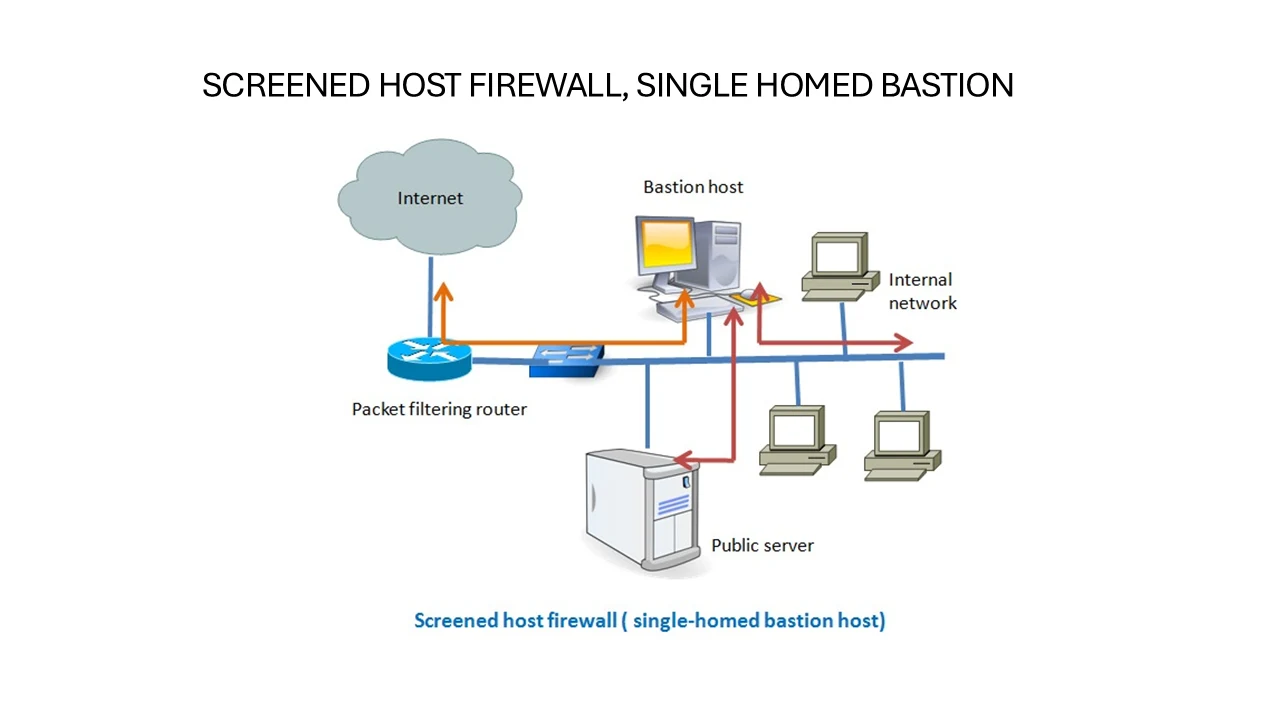 SCREENED HOST FIREWALL, SINGLE HOMED BASTION
Internet
Bastion host
Internal
network
Packet filtering router
Public server
Screened host firewall ( single-homed bastion host)